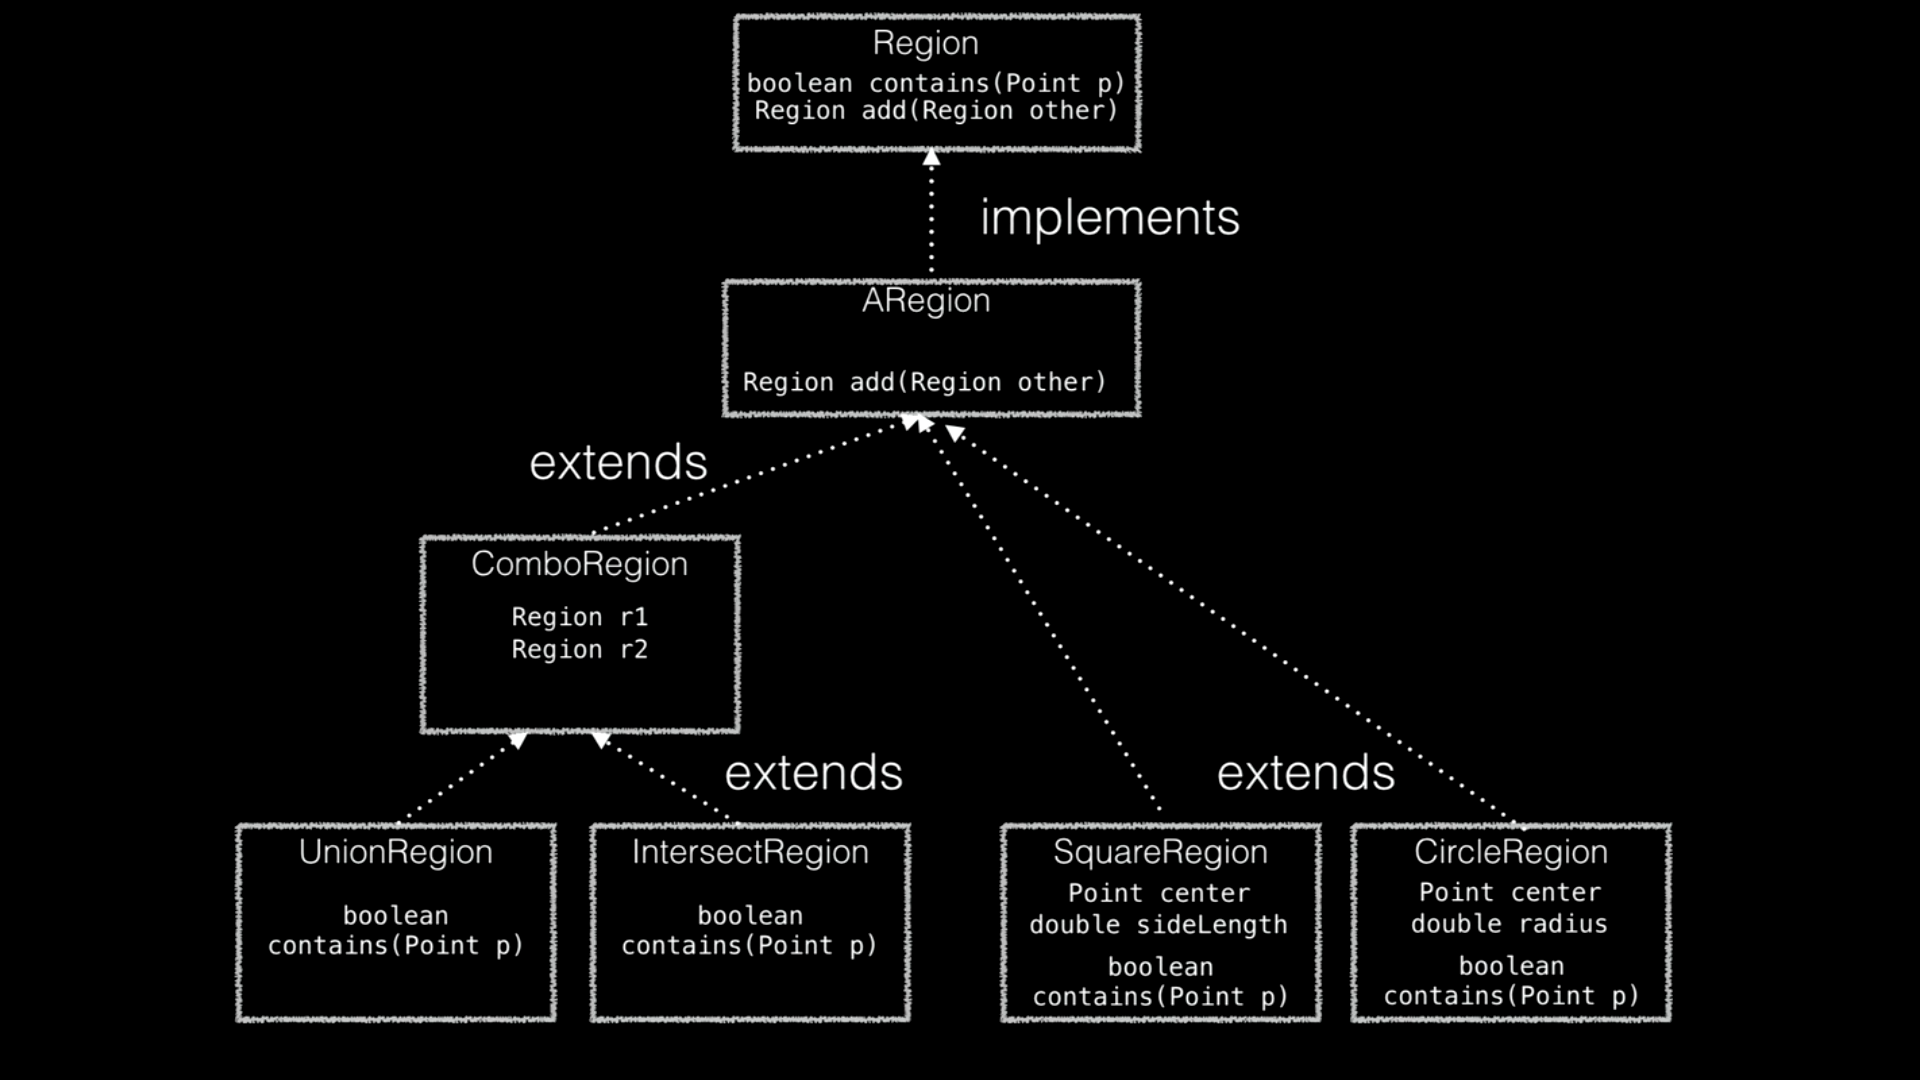 Region
boolean contains(Point p)
Region add(Region other)
implements
ARegion
Region add(Region other)
extends
ComboRegion
Region r1
Region r2
extends
extends
UnionRegion
boolean
contains(Point p)
IntersectRegion
boolean
contains(Point p)
SquareRegion
Point center
double sideLength
boolean
contains(Point p)
CircleRegion
Point center
double radius
boolean
contains(Point p)